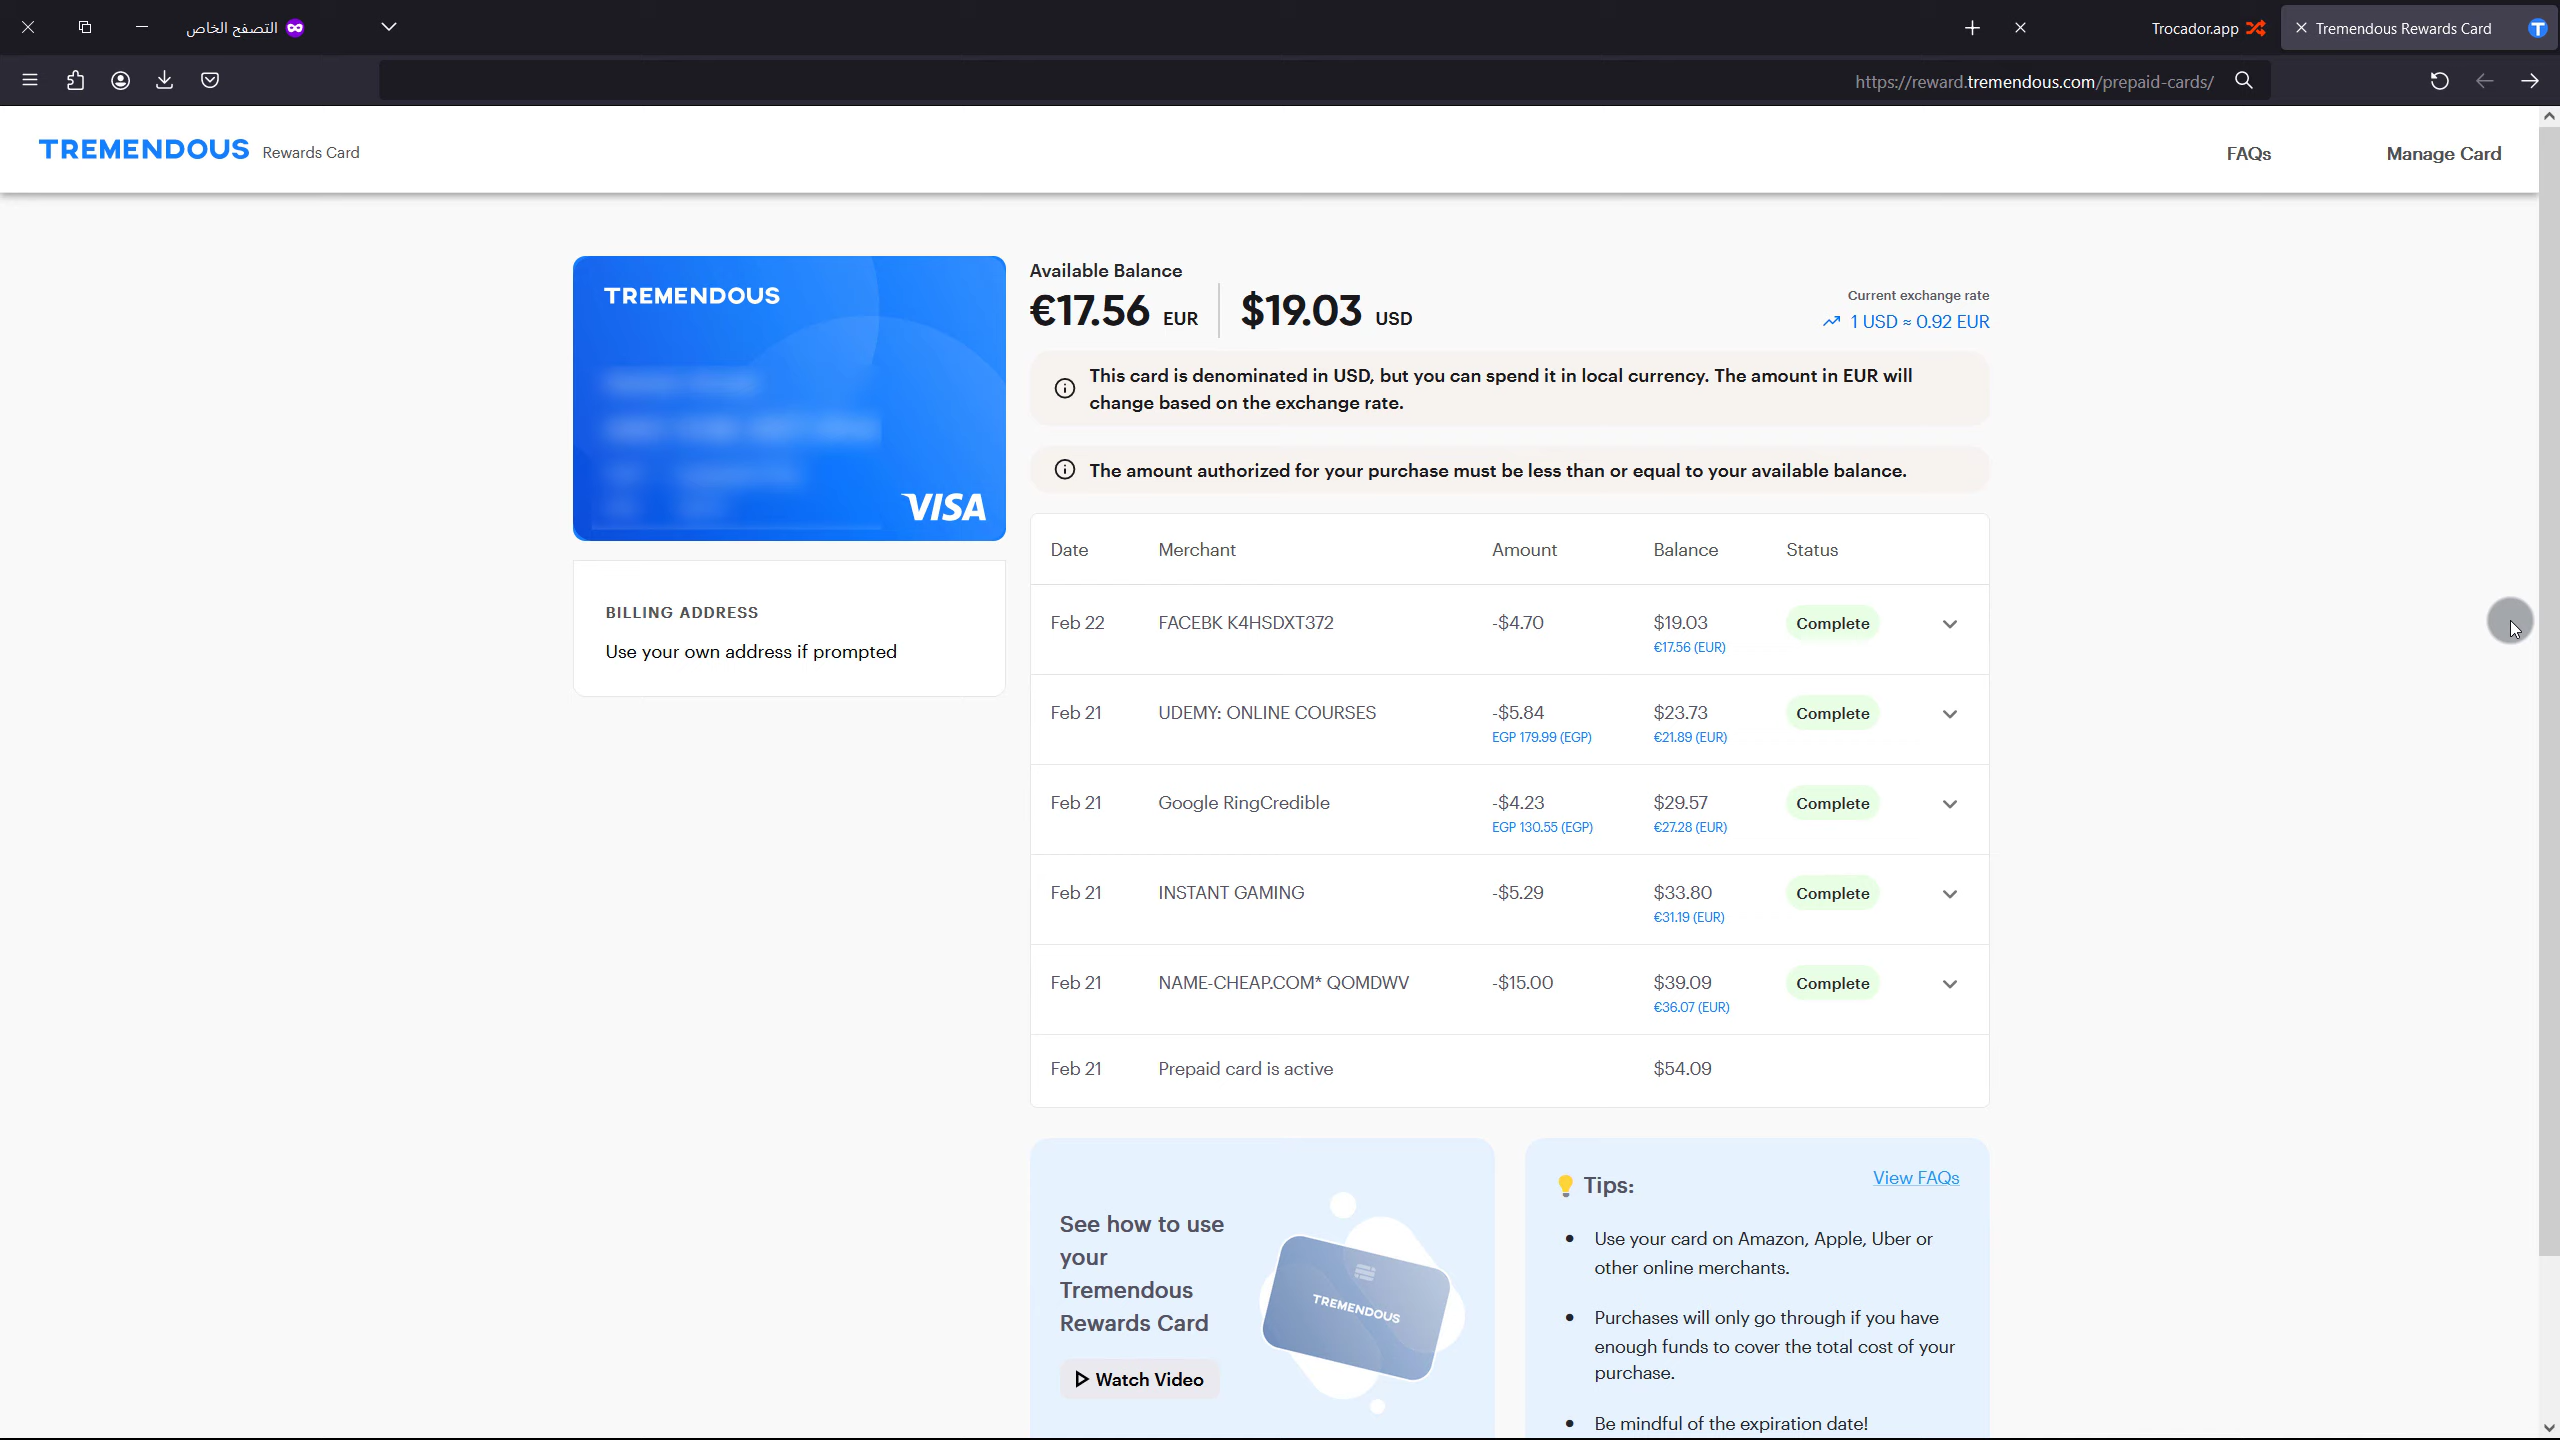 التصفح الخاص
Trocador.app
Tremendous Rewards Card
https://reward.tremendous.com/prepaid-cards/
TREMENDOUS Rewards Card
FAQs
Manage Card
TREMENDOUS
VISA
BILLING ADDRESS
Use your own address if prompted
Available Balance
€17.56 EUR
$19.03 USD
Current exchange rate
1 USD ≈ 0.92 EUR
This card is denominated in USD, but you can spend it in local currency. The amount in EUR will
change based on the exchange rate.
The amount authorized for your purchase must be less than or equal to your available balance.
Date Merchant Amount Balance Status
Feb 22 FACEBK K4HSDXT372 -$4.70 $19.03 Complete
€17.56 (EUR)
Feb 21 UDEMY: ONLINE COURSES -$5.84 $23.73 Complete
EGP 179.99 (EGP) €21.89 (EUR)
Feb 21 Google RingCredible -$4.23 $29.57 Complete
EGP 130.55 (EGP) €27.28 (EUR)
Feb 21 INSTANT GAMING -$5.29 $33.80 Complete
€31.19 (EUR)
Feb 21 NAME-CHEAP.COM* QOMDWV -$15.00 $39.09 Complete
€36.07 (EUR)
Feb 21 Prepaid card is active $54.09
See how to use
your
Tremendous
Rewards Card
Watch Video
TREMENDOUS
Tips:
View FAQs
• Use your card on Amazon, Apple, Uber or
other online merchants.
• Purchases will only go through if you have
enough funds to cover the total cost of your
purchase.
• Be mindful of the expiration date!